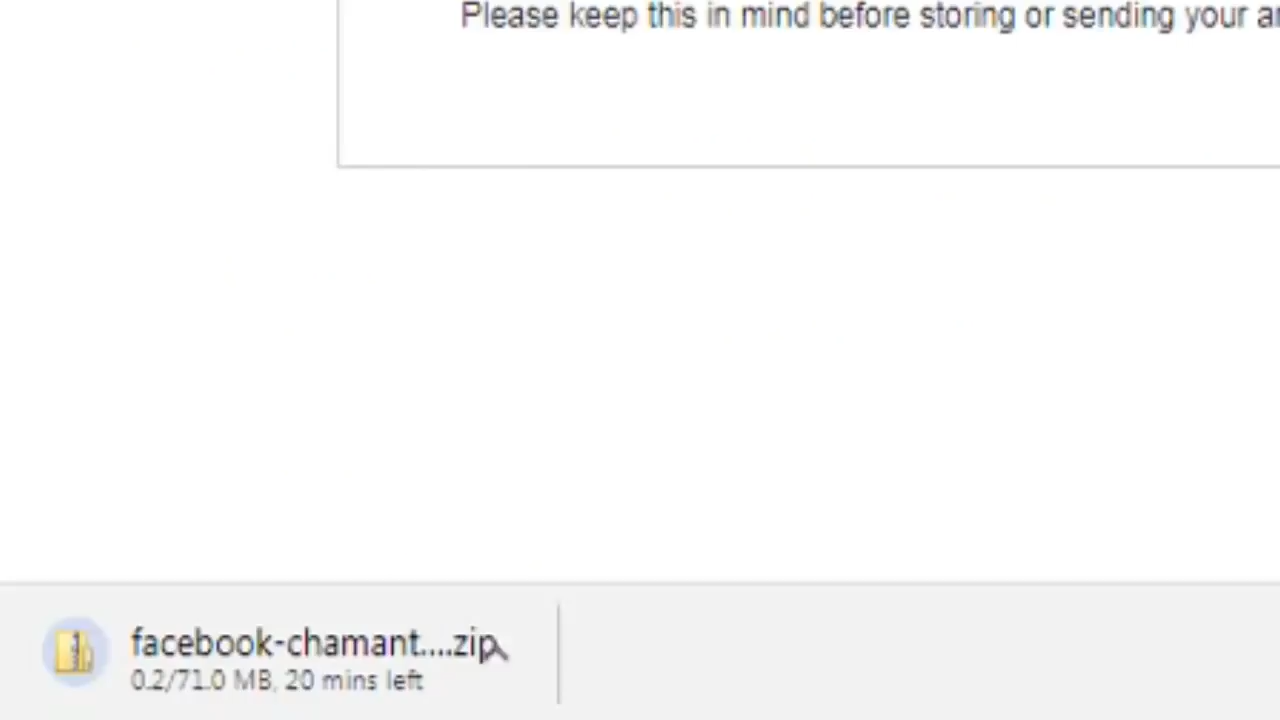 Please keep this in mind before storing or sending your
facebook-chamant....zip
0.2/71.0 MB, 20 mins left